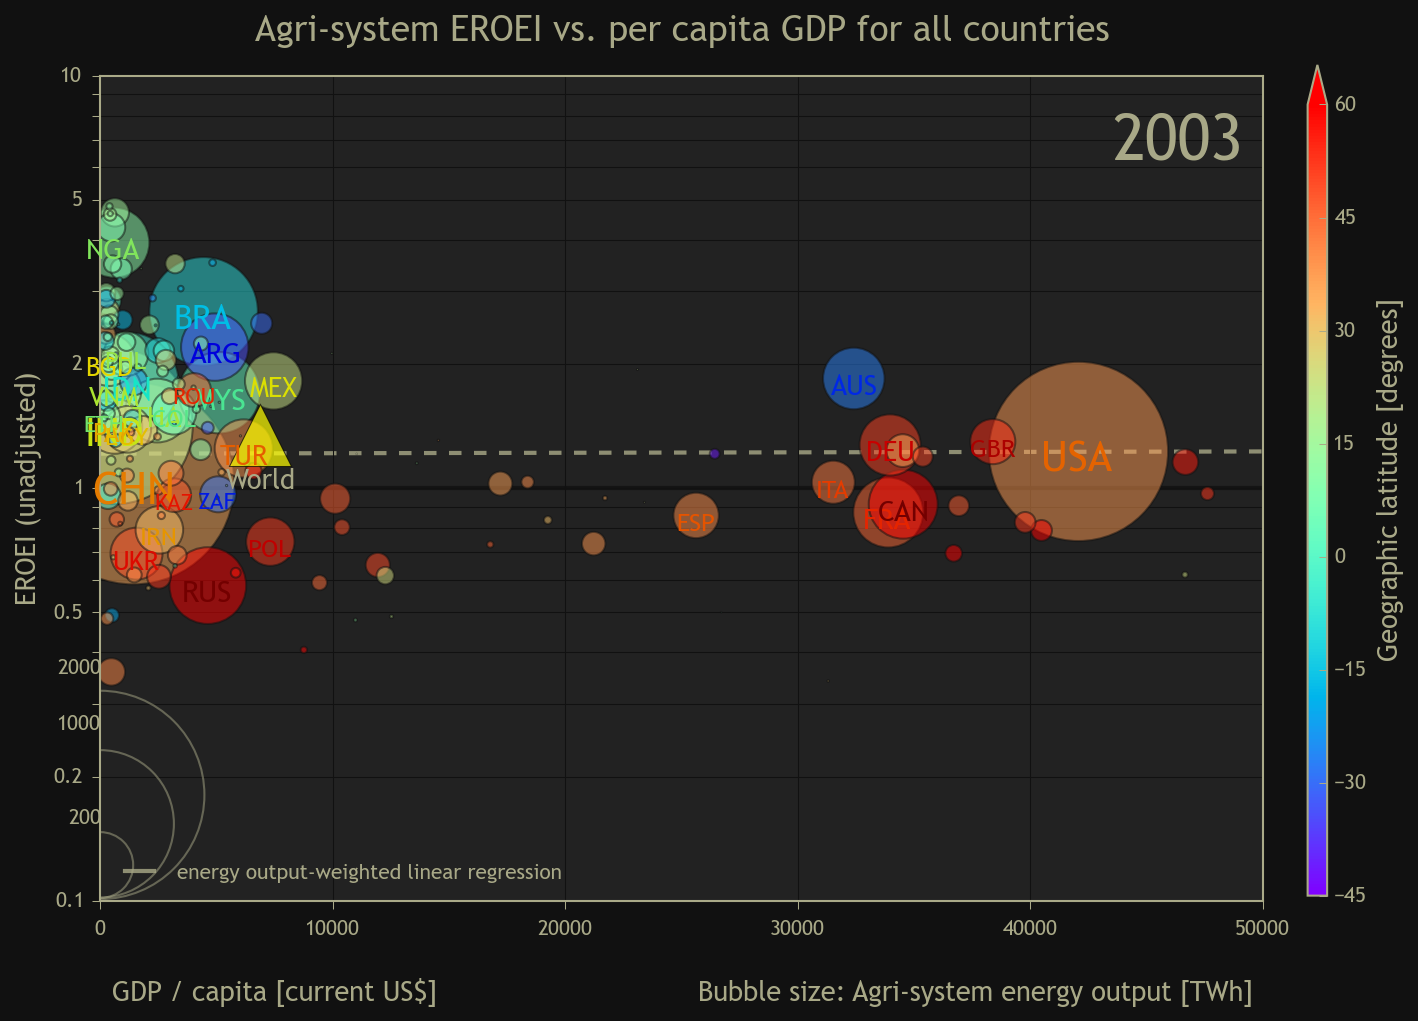 Agri-system EROEI vs. per capita GDP for all countries
2003
10
5
2
1
0.5
0.2
0.1
EROEI (unadjusted)
NGA
BRA
ARG
BGD
MEX
AUS
VNM
ROU
MYS
TUR
World
DEU
GBR
USA
CHN
KAZ
ZAF
ITA
FRA
CAN
ESP
IRN
UKR
POL
RUS
2000
1000
200
energy output-weighted linear regression
0
10000
20000
30000
40000
50000
GDP / capita [current US$]
Bubble size: Agri-system energy output [TWh]
60
45
30
15
0
−15
−30
−45
Geographic latitude [degrees]